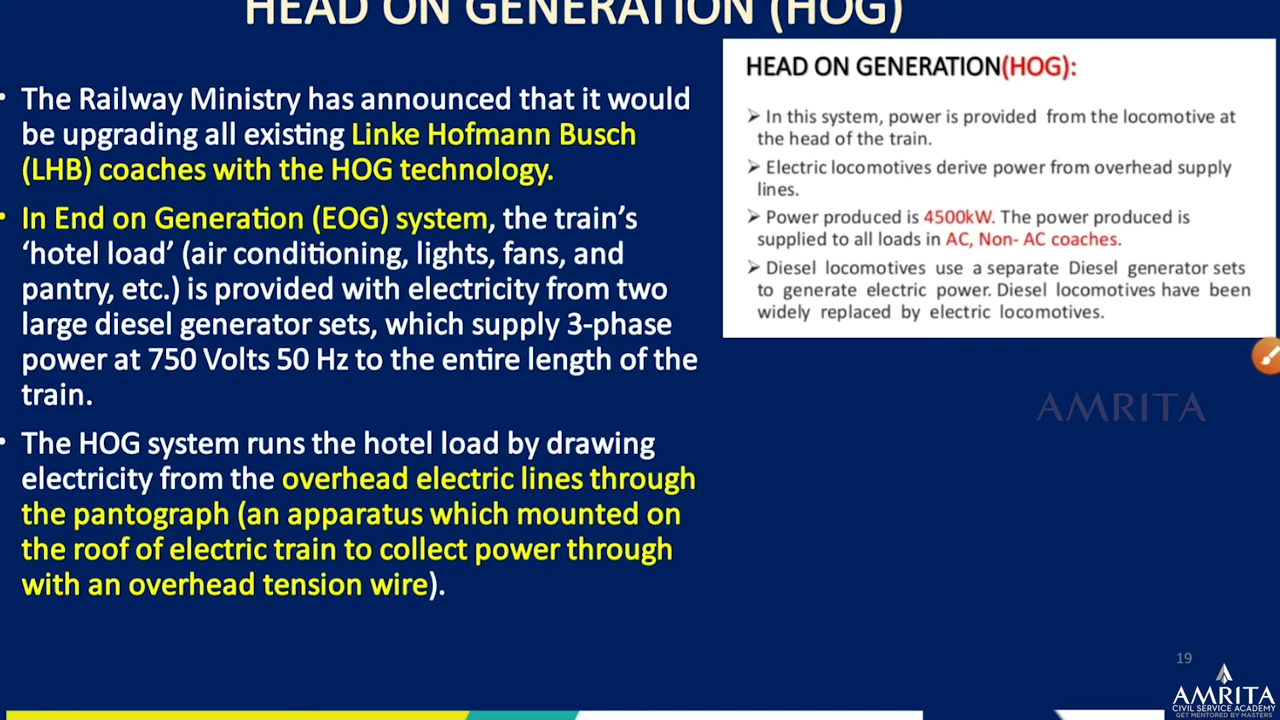 HEAD ON GENERATION (HOG)
• The Railway Ministry has announced that it would
be upgrading all existing Linke Hofmann Busch
(LHB) coaches with the HOG technology.
• In End on Generation (EOG) system, the train's
‘hotel load’ (air conditioning, lights, fans, and
pantry, etc.) is provided with electricity from two
large diesel generator sets, which supply 3-phase
power at 750 Volts 50 Hz to the entire length of the
train.
• The HOG system runs the hotel load by drawing
electricity from the overhead electric lines through
the pantograph (an apparatus which mounted on
the roof of electric train to collect power through
with an overhead tension wire).
HEAD ON GENERATION(HOG):
➢ In this system, power is provided from the locomotive at
the head of the train.
➢ Electric locomotives derive power from overhead supply
lines.
➢ Power produced is 4500kW. The power produced is
supplied to all loads in AC, Non- AC coaches.
➢ Diesel locomotives use a separate Diesel generator sets
to generate electric power. Diesel locomotives have been
widely replaced by electric locomotives.
AMRITA
19
AMRITA
CIVIL SERVICE ACADEMY
GET MENTORED BY MASTERS